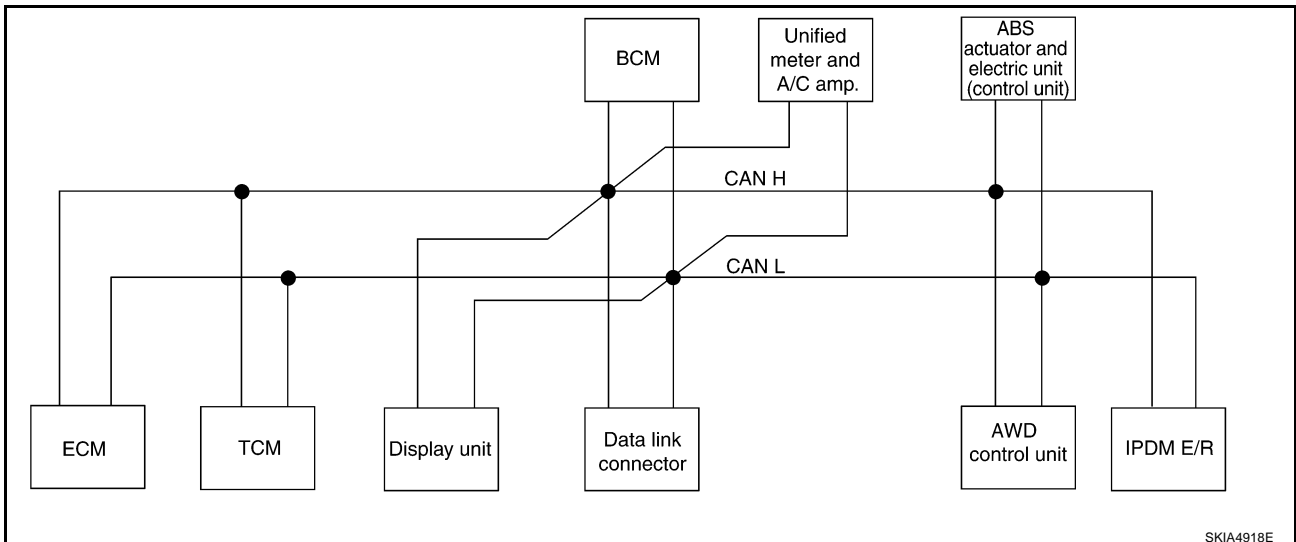 BCM
Unified
meter and
A/C amp.
ABS
actuator and
electric unit
(control unit)
CAN H
CAN L
ECM
TCM
Display unit
Data link
connector
AWD
control unit
IPDM E/R
SKIA4918E